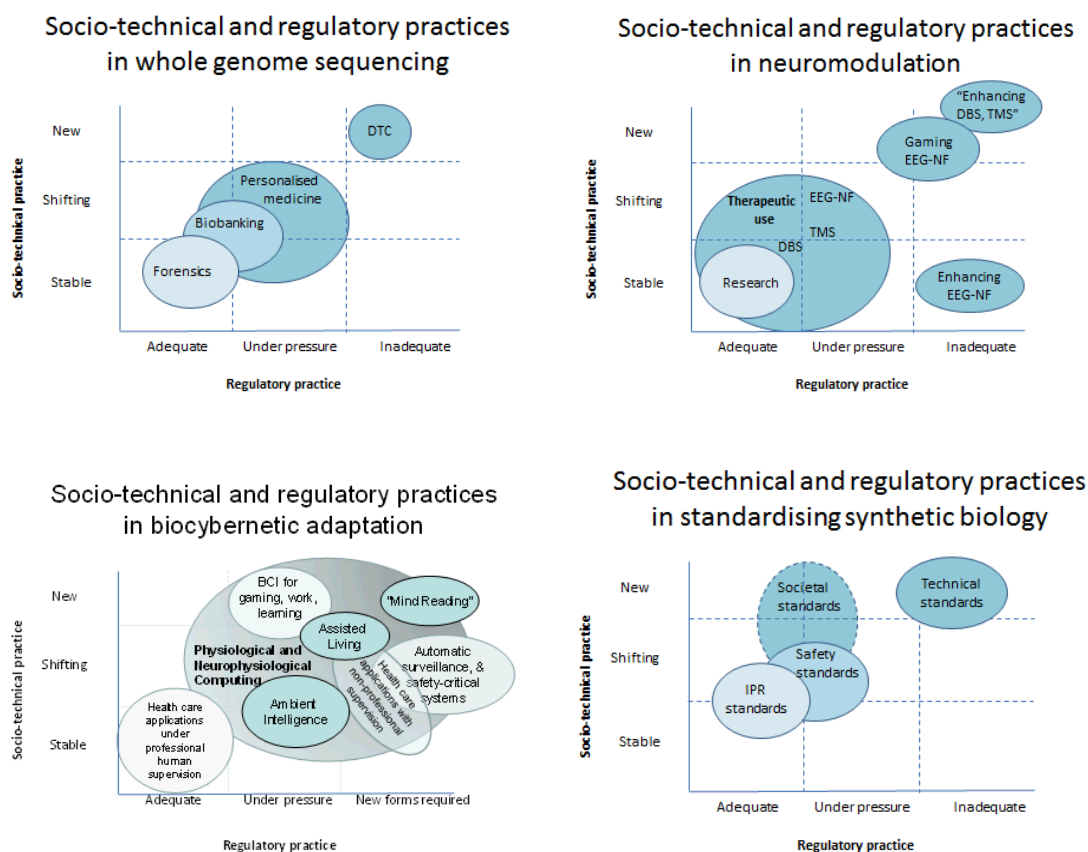 Socio-technical and regulatory practices
in whole genome sequencing
Socio-technical practice
New
Shifting
Stable
DTC
Personalised
medicine
Biobanking
Forensics
Adequate
Under pressure
Inadequate
Regulatory practice
Socio-technical and regulatory practices
in neuromodulation
Socio-technical practice
New
Shifting
Stable
“Enhancing
DBS, TMS”
Gaming
EEG-NF
Therapeutic
use
EEG-NF
TMS
DBS
Research
Enhancing
EEG-NF
Adequate
Under pressure
Inadequate
Regulatory practice
Socio-technical and regulatory practices
in biocybernetic adaptation
Socio-technical practice
New
Shifting
Stable
BCI for
gaming, work,
learning
"Mind Reading"
Assisted
Living
Physiological and
Neurophysiological
Computing
Automatic
surveillance, &
safety-critical
systems
Health care
applications with
non-professional
supervision
Ambient
Intelligence
Health care
applications
under
professional
human
supervision
Adequate
Under pressure
New forms required
Regulatory practice
Socio-technical and regulatory practices
in standardising synthetic biology
Socio-technical practice
New
Shifting
Stable
Societal
standards
Technical
standards
Safety
standards
IPR
standards
Adequate
Under pressure
Inadequate
Regulatory practice